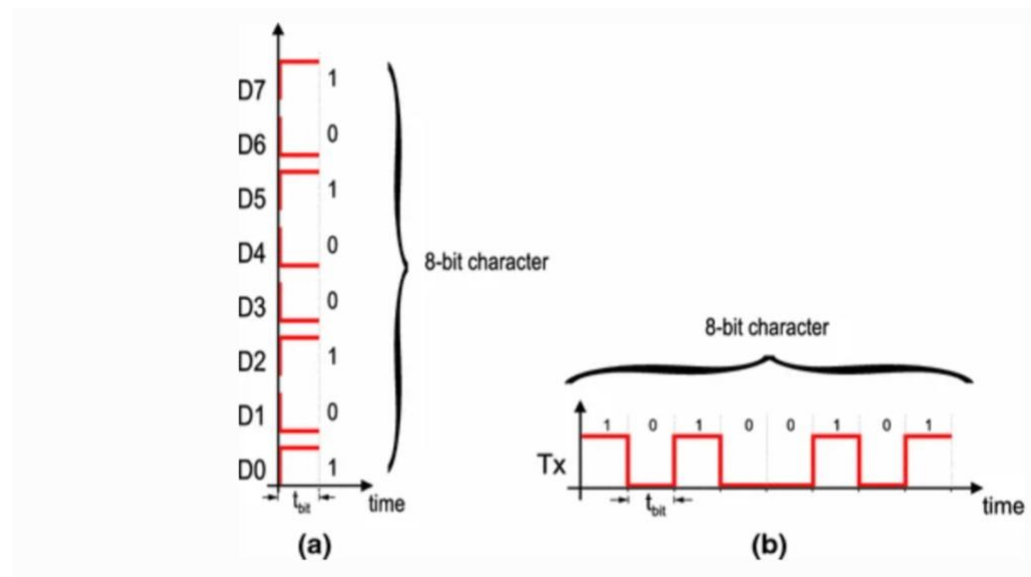 D7 1
D6 0
D5 1
D4 0
D3 0
D2 1
D1 0
D0 1
t_bit time
8-bit character
(a)
8-bit character
1 0 1 0 0 1 0 1
Tx
t_bit time
(b)